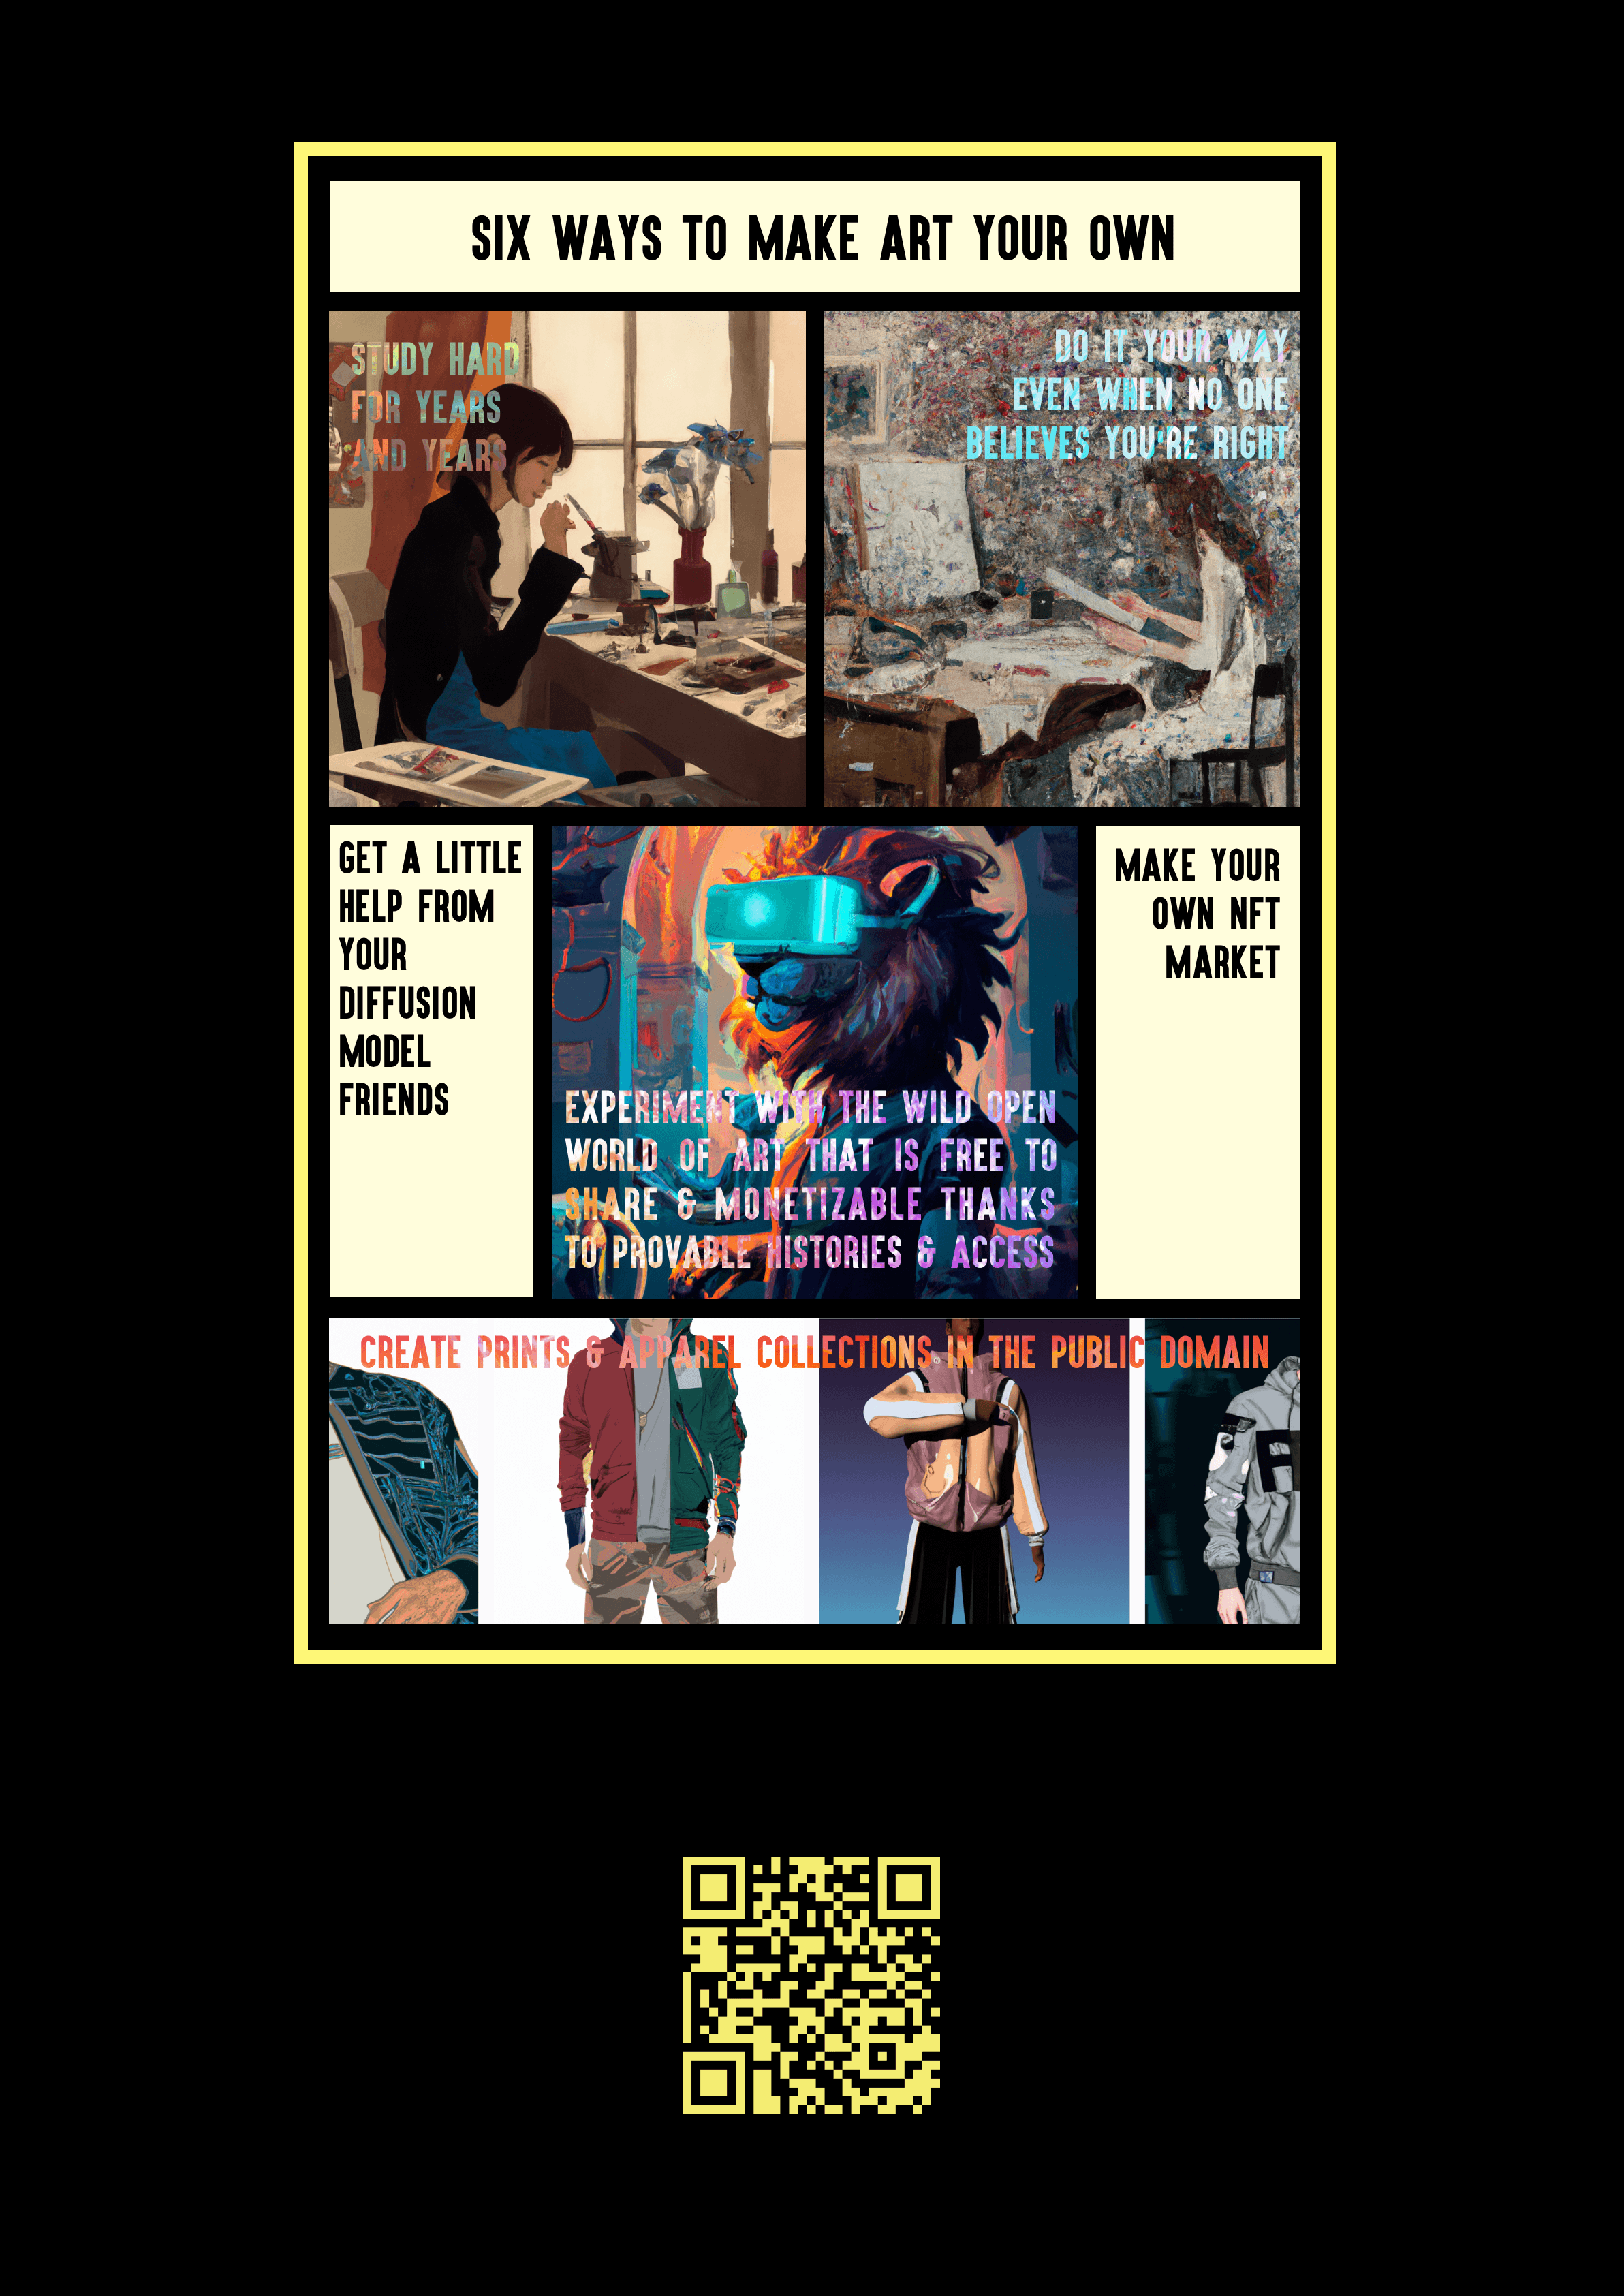 SIX WAYS TO MAKE ART YOUR OWN
STUDY HARD
FOR YEARS
AND YEARS
DO IT YOUR WAY
EVEN WHEN NO ONE
BELIEVES YOU'RE RIGHT
GET A LITTLE
HELP FROM
YOUR
DIFFUSION
MODEL
FRIENDS
EXPERIMENT WITH THE WILD OPEN
WORLD OF ART THAT IS FREE TO
SHARE & MONETIZABLE THANKS
TO PROVABLE HISTORIES & ACCESS
MAKE YOUR
OWN NFT
MARKET
CREATE PRINTS & APPAREL COLLECTIONS IN THE PUBLIC DOMAIN